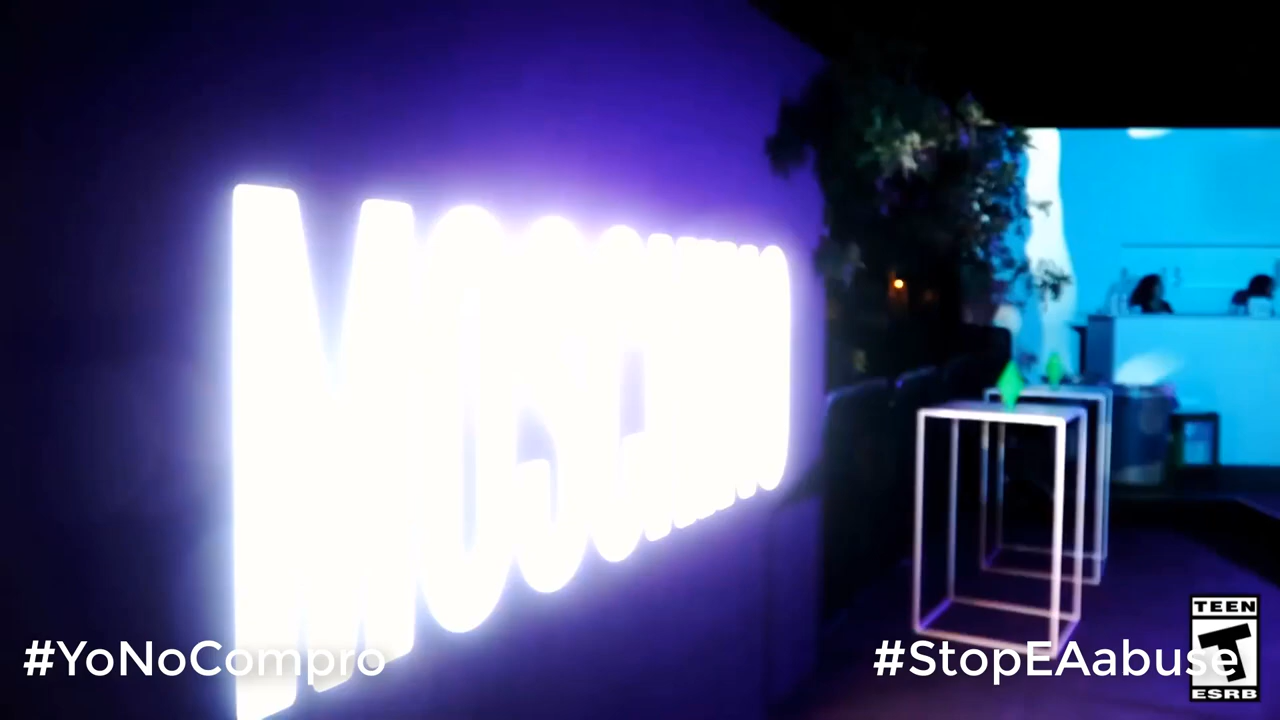 MOSCHINO
#YoNoCompro
#StopEAabuse
TEEN
T
ESRB